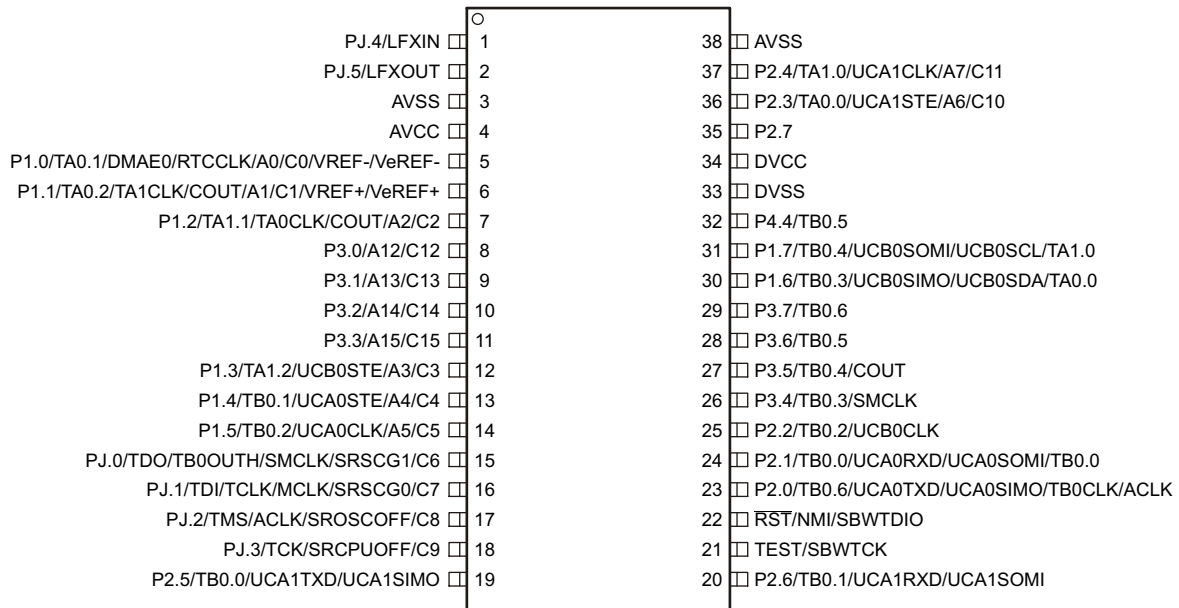 PJ.4/LFXIN 1 38 AVSS
PJ.5/LFXOUT 2 37 P2.4/TA1.0/UCA1CLK/A7/C11
AVSS 3 36 P2.3/TA0.0/UCA1STE/A6/C10
AVCC 4 35 P2.7
P1.0/TA0.1/DMAE0/RTCCLK/A0/C0/VREF-/VeREF- 5 34 DVCC
P1.1/TA0.2/TA1CLK/COUT/A1/C1/VREF+/VeREF+ 6 33 DVSS
P1.2/TA1.1/TA0CLK/COUT/A2/C2 7 32 P4.4/TB0.5
P3.0/A12/C12 8 31 P1.7/TB0.4/UCB0SOMI/UCB0SCL/TA1.0
P3.1/A13/C13 9 30 P1.6/TB0.3/UCB0SIMO/UCB0SDA/TA0.0
P3.2/A14/C14 10 29 P3.7/TB0.6
P3.3/A15/C15 11 28 P3.6/TB0.5
P1.3/TA1.2/UCB0STE/A3/C3 12 27 P3.5/TB0.4/COUT
P1.4/TB0.1/UCA0STE/A4/C4 13 26 P3.4/TB0.3/SMCLK
P1.5/TB0.2/UCA0CLK/A5/C5 14 25 P2.2/TB0.2/UCB0CLK
PJ.0/TDO/TB0OUTH/SMCLK/SRSCG1/C6 15 24 P2.1/TB0.0/UCA0RXD/UCA0SOMI/TB0.0
PJ.1/TDI/TCLK/MCLK/SRSCG0/C7 16 23 P2.0/TB0.6/UCA0TXD/UCA0SIMO/TB0CLK/ACLK
PJ.2/TMS/ACLK/SROSCOFF/C8 17 22 RST/NMI/SBWTDIO
PJ.3/TCK/SRCPUOFF/C9 18 21 TEST/SBWTCK
P2.5/TB0.0/UCA1TXD/UCA1SIMO 19 20 P2.6/TB0.1/UCA1RXD/UCA1SOMI